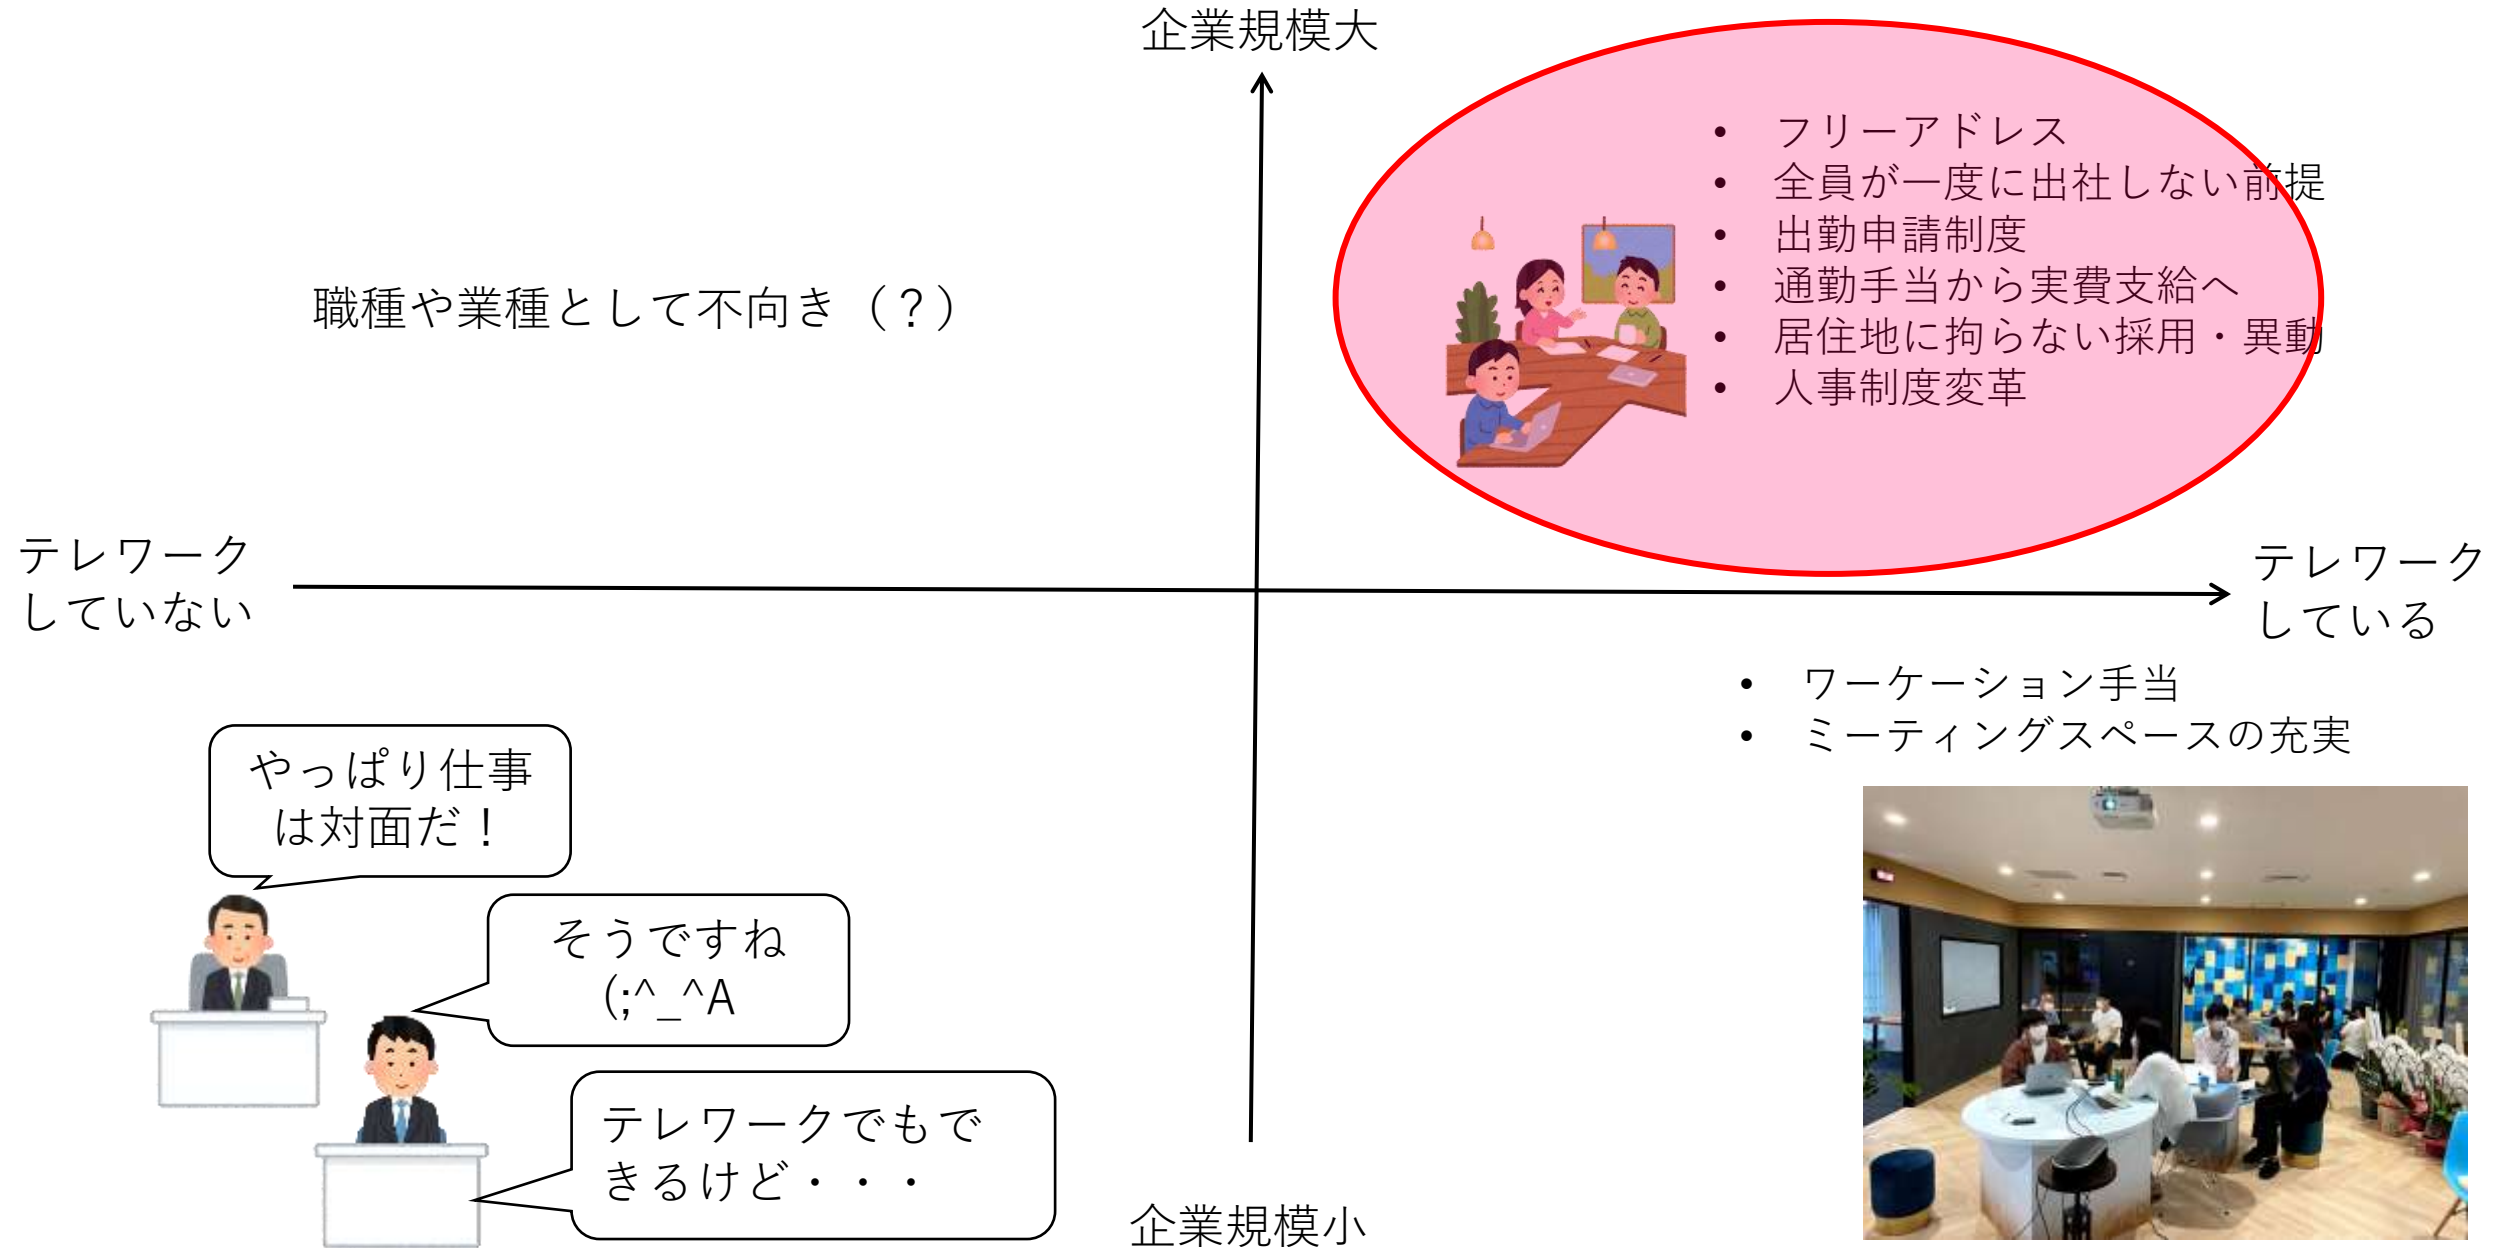 企業規模大
• フリーアドレス
• 全員が一度に出社しない前提
• 出勤申請制度
• 通勤手当から実費支給へ
• 居住地に拘らない採用・異動
• 人事制度変革
職種や業種として不向き（？）
テレワーク
していない
テレワーク
している
• ワーケーション手当
• ミーティングスペースの充実
やっぱり仕事
は対面だ！
そうですね
(;^_^A
テレワークでもで
きるけど・・・
企業規模小